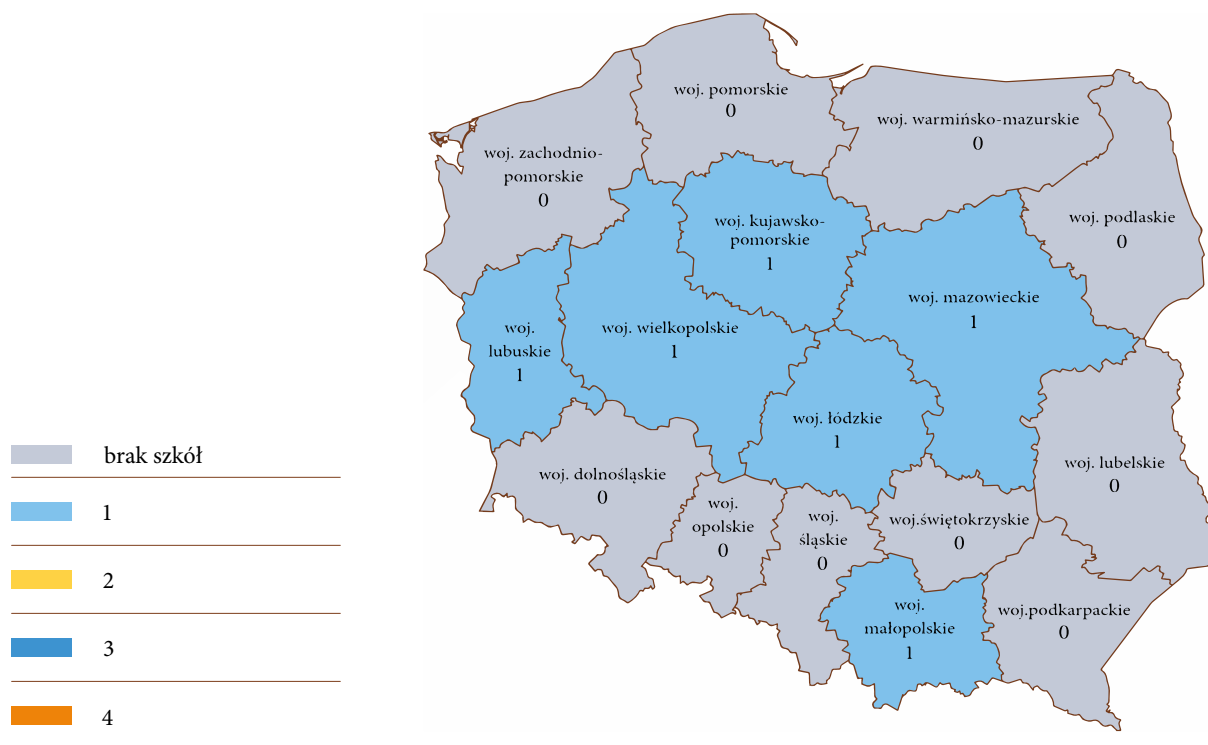 woj. pomorskie
0
woj. warmińsko-mazurskie
0
woj. zachodnio-
pomorskie
0
woj. podlaskie
0
woj. kujawsko-
pomorskie
1
woj. mazowieckie
1
woj.
lubuskie
1
woj. wielkopolskie
1
woj. łódzkie
1
woj. lubelskie
0
woj. dolnośląskie
0
woj.
opolskie
0
woj.
śląskie
0
woj.świętokrzyskie
0
woj.
małopolskie
1
woj.podkarpackie
0
brak szkół
1
2
3
4